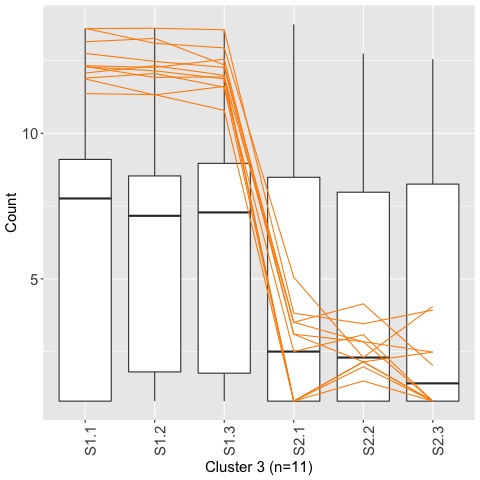 Count
10
5
S1.1
S1.2
S1.3
S2.1
S2.2
S2.3
Cluster 3 (n=11)